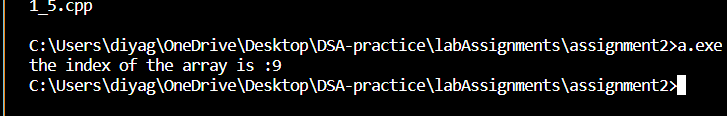 1_5.cpp
C:\Users\diyag\OneDrive\Desktop\DSA-practice\labAssignments\assignment2>a.exe
the index of the array is :9
C:\Users\diyag\OneDrive\Desktop\DSA-practice\labAssignments\assignment2>